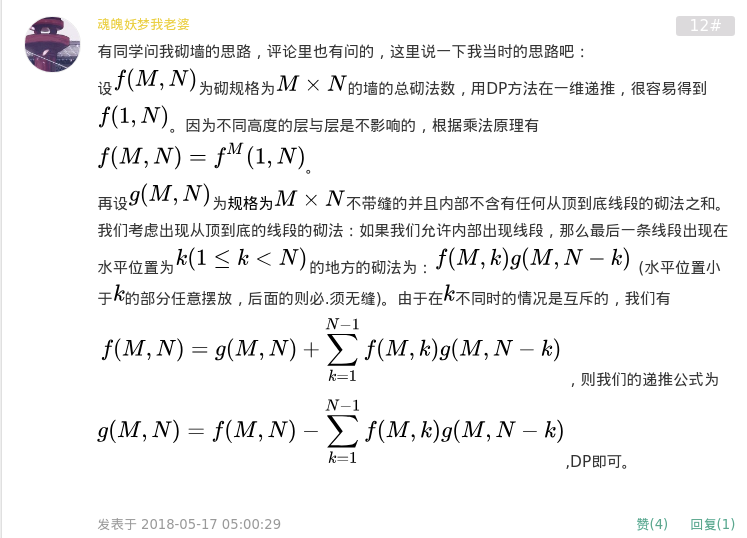 魂魄妖梦我老婆
12#
有同学问我砌墙的思路，评论里也有问的，这里说一下我当时的思路吧：
设f(M, N)为砌规格为M × N的墙的总砌法数，用DP方法在一维递推，很容易得到
f(1, N)。因为不同高度的层与层是不影响的，根据乘法原理有
f(M, N) = f^M(1, N)。
再设g(M, N)为规格为M × N不带缝的并且内部不含有任何从顶到底线段的砌法之和。
我们考虑出现从顶到底的线段的砌法：如果我们允许内部出现线段，那么最后一条线段出现在
水平位置为k(1 ≤ k < N)的地方的砌法为：f(M, k)g(M, N − k) (水平位置小
于k的部分任意摆放，后面的则必.须无缝)。由于在k不同时的情况是互斥的，我们有
f(M, N) = g(M, N) + \sum_{k=1}^{N−1} f(M, k)g(M, N − k) ，则我们的递推公式为
g(M, N) = f(M, N) − \sum_{k=1}^{N−1} f(M, k)g(M, N − k) ,DP即可。
发表于 2018-05-17 05:00:29
赞(4) 回复(1)